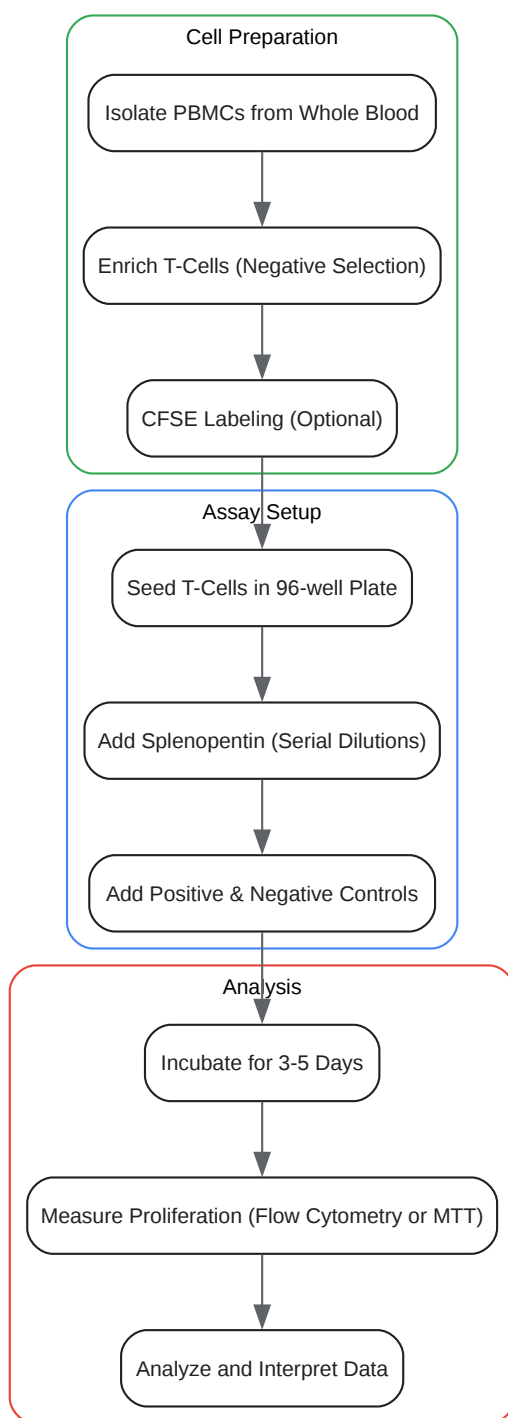 Cell Preparation
Isolate PBMCs from Whole Blood
Enrich T-Cells (Negative Selection)
CFSE Labeling (Optional)
Assay Setup
Seed T-Cells in 96-well Plate
Add Splenopentin (Serial Dilutions)
Add Positive & Negative Controls
Analysis
Incubate for 3-5 Days
Measure Proliferation (Flow Cytometry or MTT)
Analyze and Interpret Data